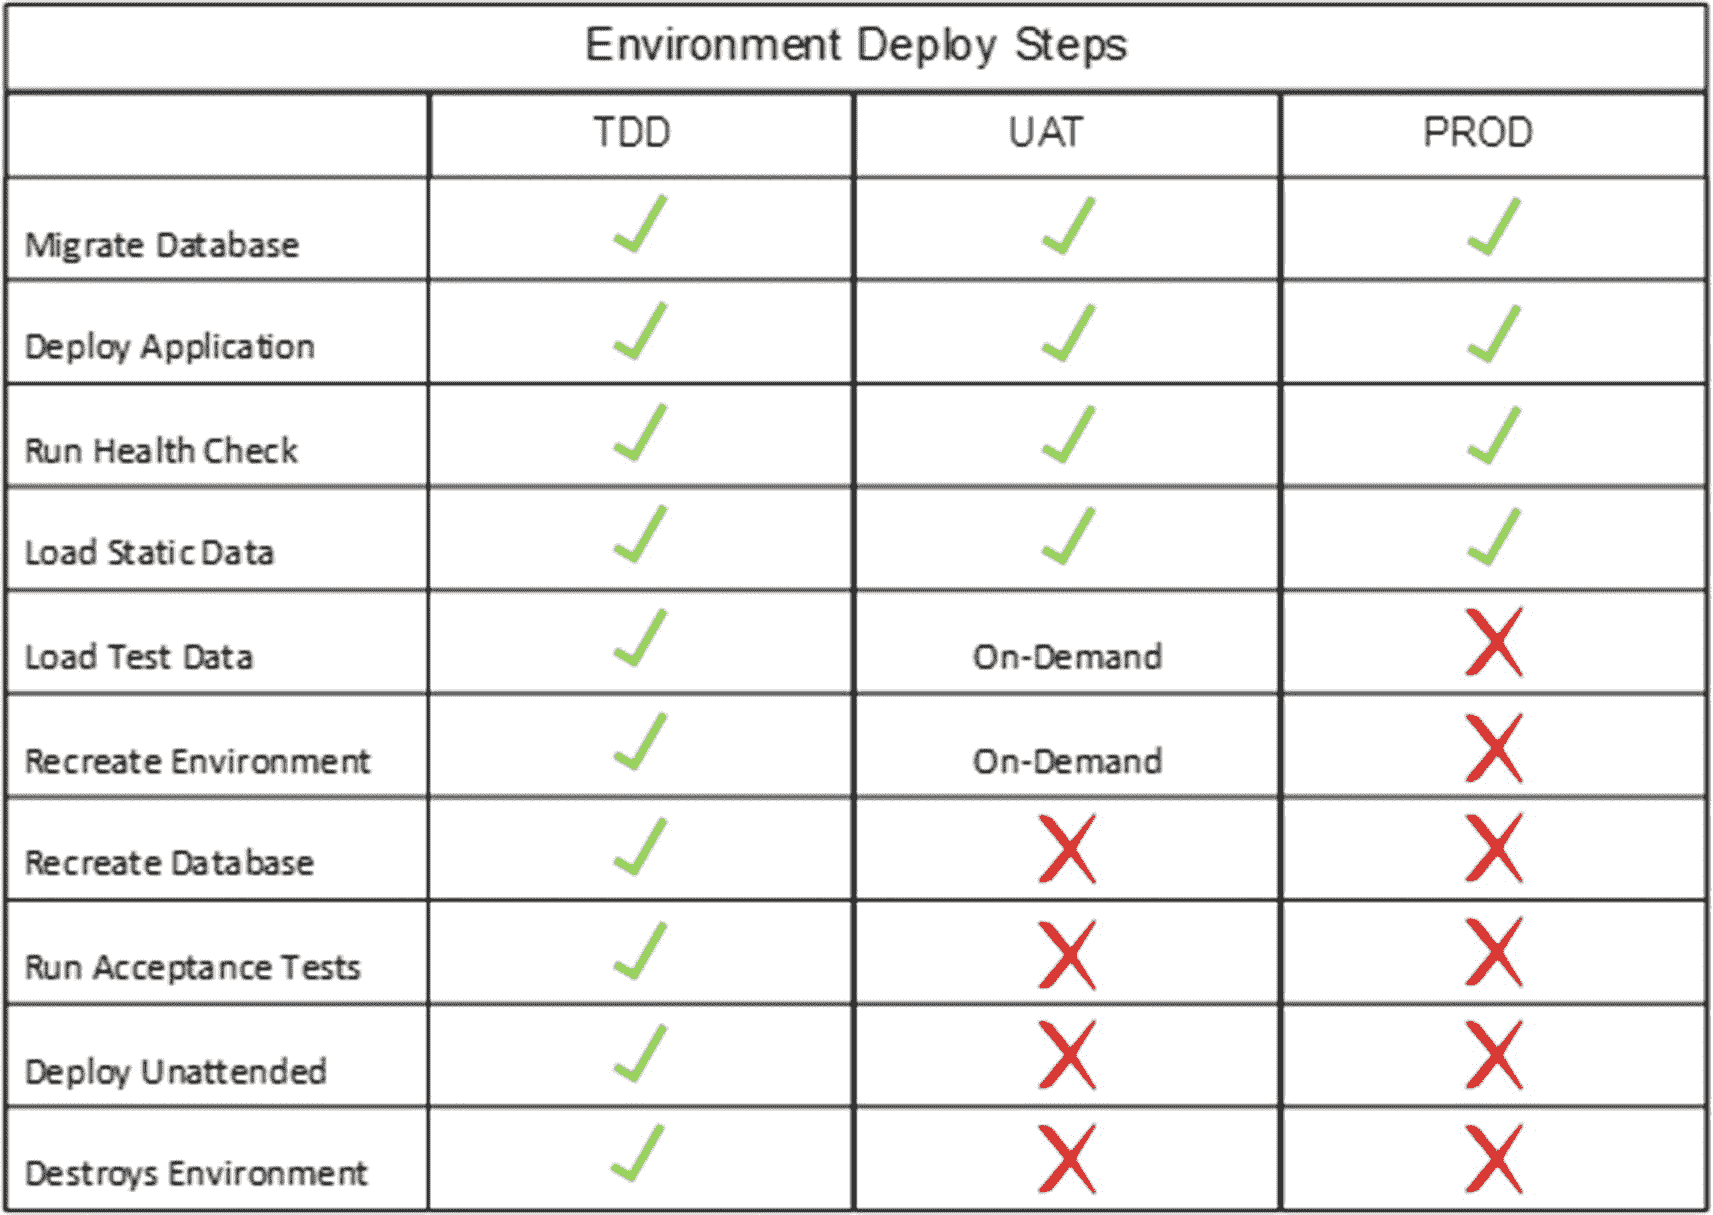 Environment Deploy Steps
TDD UAT PROD
Migrate Database
Deploy Application
Run Health Check
Load Static Data
Load Test Data On-Demand
Recreate Environment On-Demand
Recreate Database
Run Acceptance Tests
Deploy Unattended
Destroys Environment